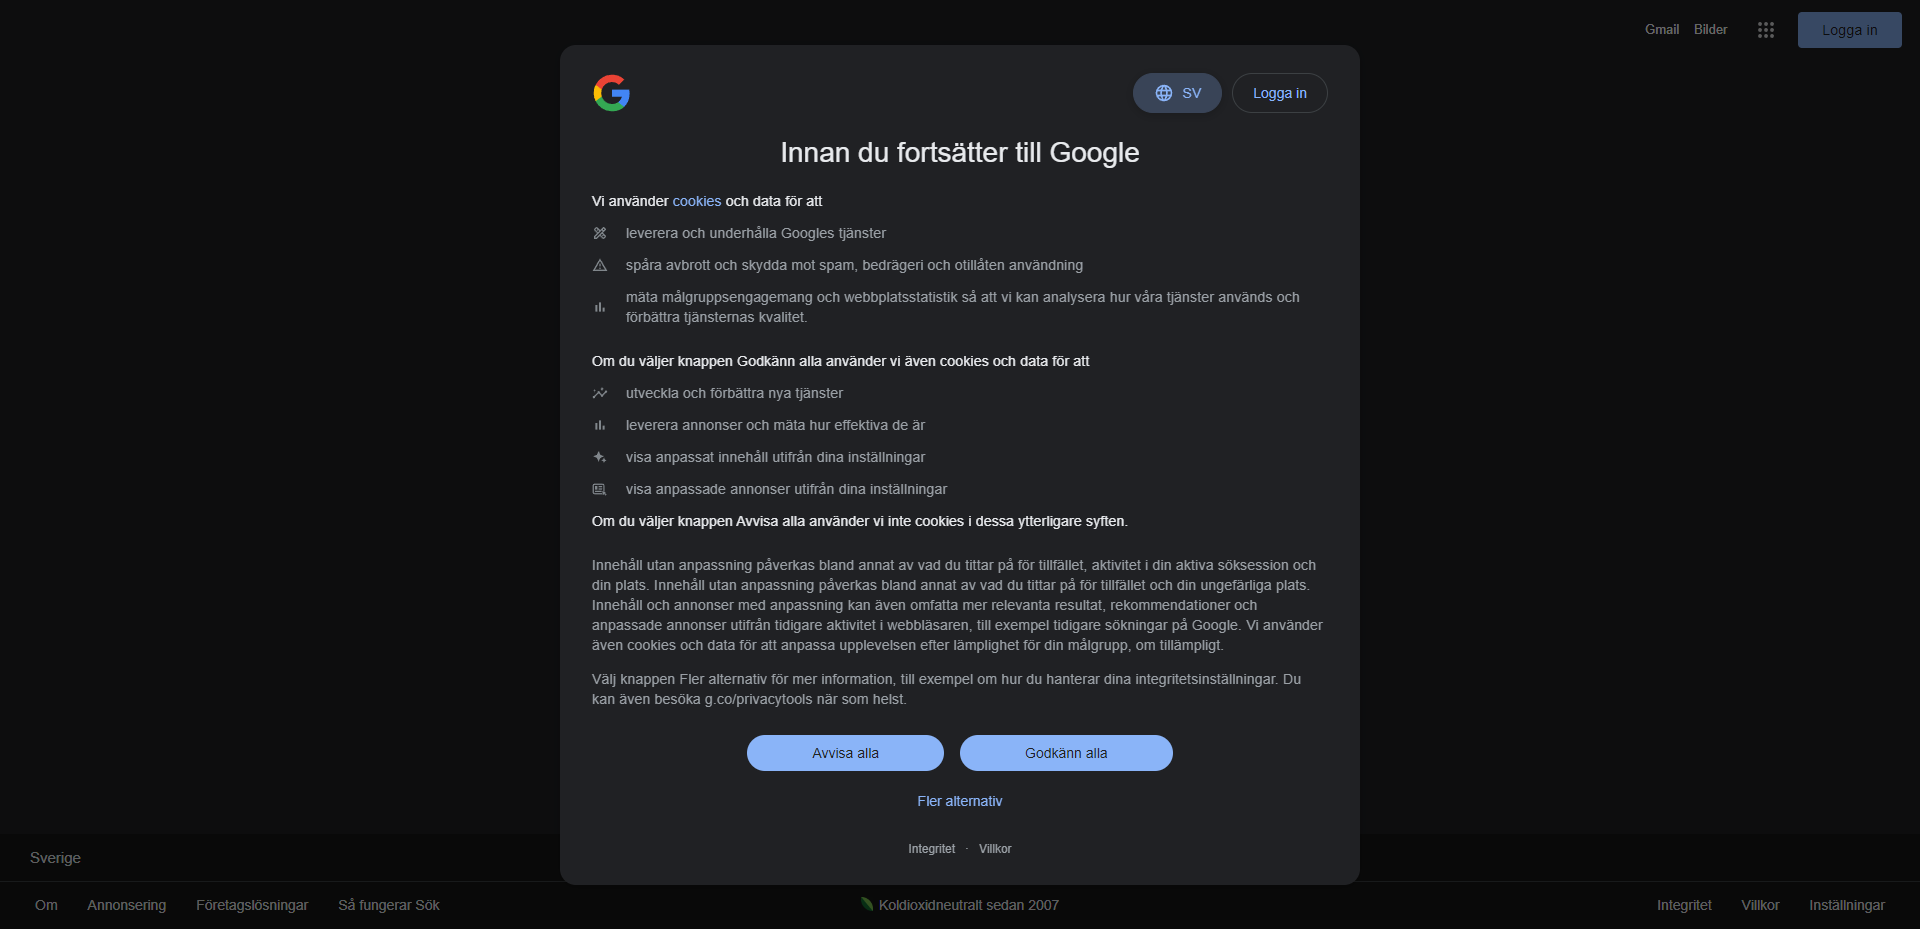 Gmail Bilder Logga in
SV Logga in
Innan du fortsätter till Google
Vi använder cookies och data för att
leverera och underhålla Googles tjänster
spåra avbrott och skydda mot spam, bedrägeri och otillåten användning
mäta målgruppsengagemang och webbplatsstatistik så att vi kan analysera hur våra tjänster används och
förbättra tjänsternas kvalitet.
Om du väljer knappen Godkänn alla använder vi även cookies och data för att
utveckla och förbättra nya tjänster
leverera annonser och mäta hur effektiva de är
visa anpassat innehåll utifrån dina inställningar
visa anpassade annonser utifrån dina inställningar
Om du väljer knappen Avvisa alla använder vi inte cookies i dessa ytterligare syften.
Innehåll utan anpassning påverkas bland annat av vad du tittar på för tillfället, aktivitet i din aktiva söksession och
din plats. Innehåll utan anpassning påverkas bland annat av vad du tittar på för tillfället och din ungefärliga plats.
Innehåll och annonser med anpassning kan även omfatta mer relevanta resultat, rekommendationer och
anpassade annonser utifrån tidigare aktivitet i webbläsaren, till exempel tidigare sökningar på Google. Vi använder
även cookies och data för att anpassa upplevelsen efter lämplighet för din målgrupp, om tillämpligt.
Välj knappen Fler alternativ för mer information, till exempel om hur du hanterar dina integritetsinställningar. Du
kan även besöka g.co/privacytools när som helst.
Avvisa alla Godkänn alla
Fler alternativ
Integritet · Villkor
Sverige
Om Annonsering Företagslösningar Så fungerar Sök Koldioxidneutralt sedan 2007 Integritet Villkor Inställningar